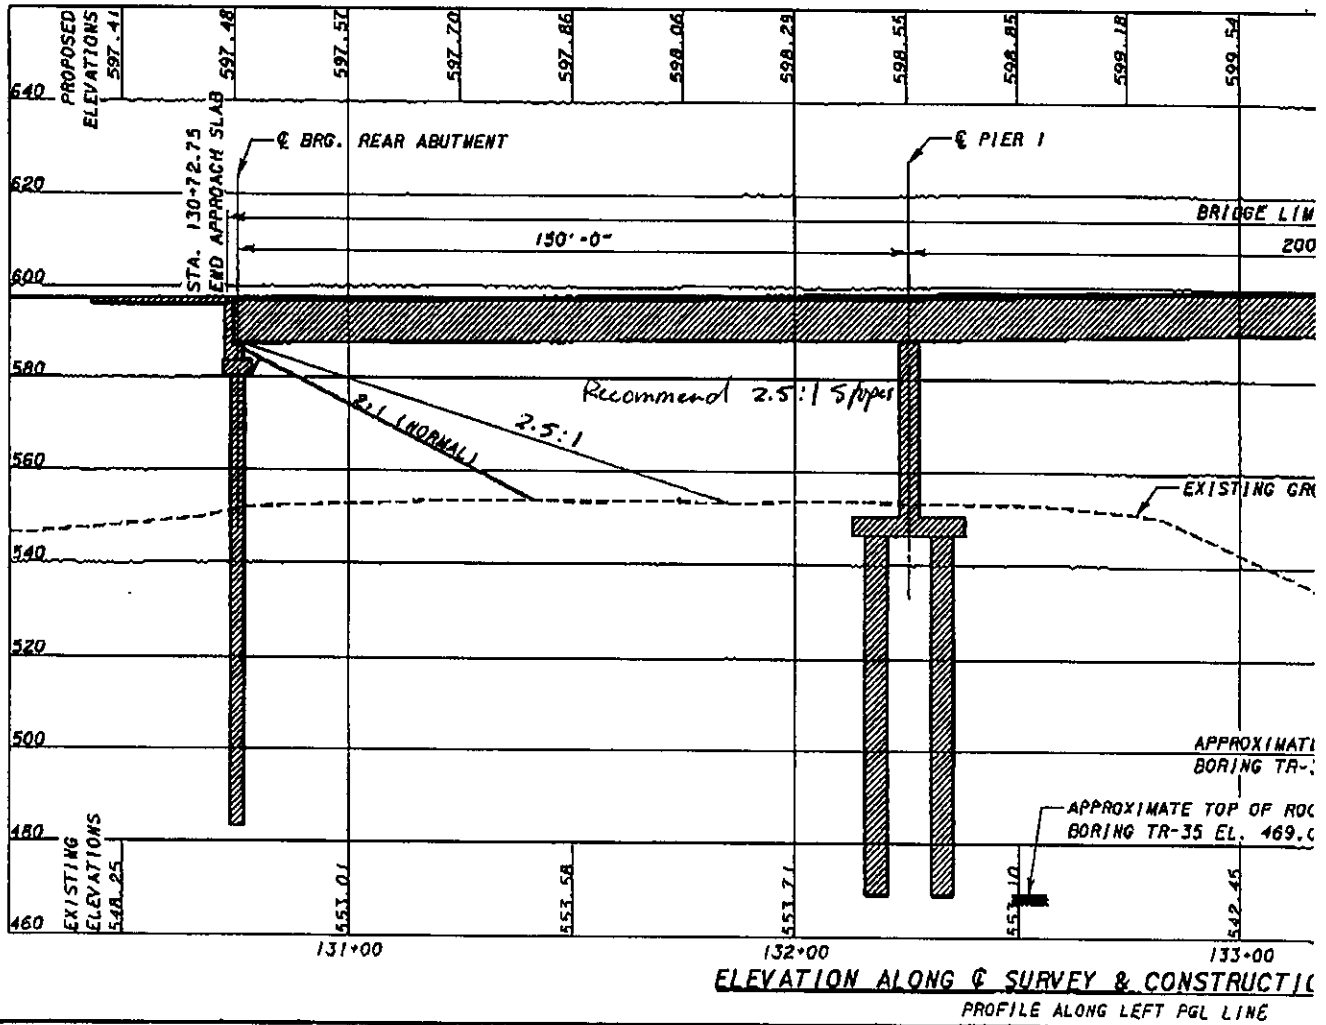 PROPOSED
ELEVATIONS
597.41
597.48
597.57
597.70
597.86
598.06
598.29
598.55
598.85
599.18
599.54
640
STA. 130+72.75
END APPROACH SLAB
℄ BRG. REAR ABUTMENT
℄ PIER 1
620
BRIDGE LIM
150'-0"
200
600
580
Recommend 2.5:1 Slopes
2:1 (NORMAL)
2.5:1
560
EXISTING GRO
540
520
500
APPROXIMATE
BORING TR-3
APPROXIMATE TOP OF ROC
BORING TR-35 EL. 469.0
480
EXISTING
ELEVATIONS
548.25
553.01
553.58
553.71
553.10
542.45
460
131+00
132+00
133+00
ELEVATION ALONG ℄ SURVEY & CONSTRUCTIO
PROFILE ALONG LEFT PGL LINE